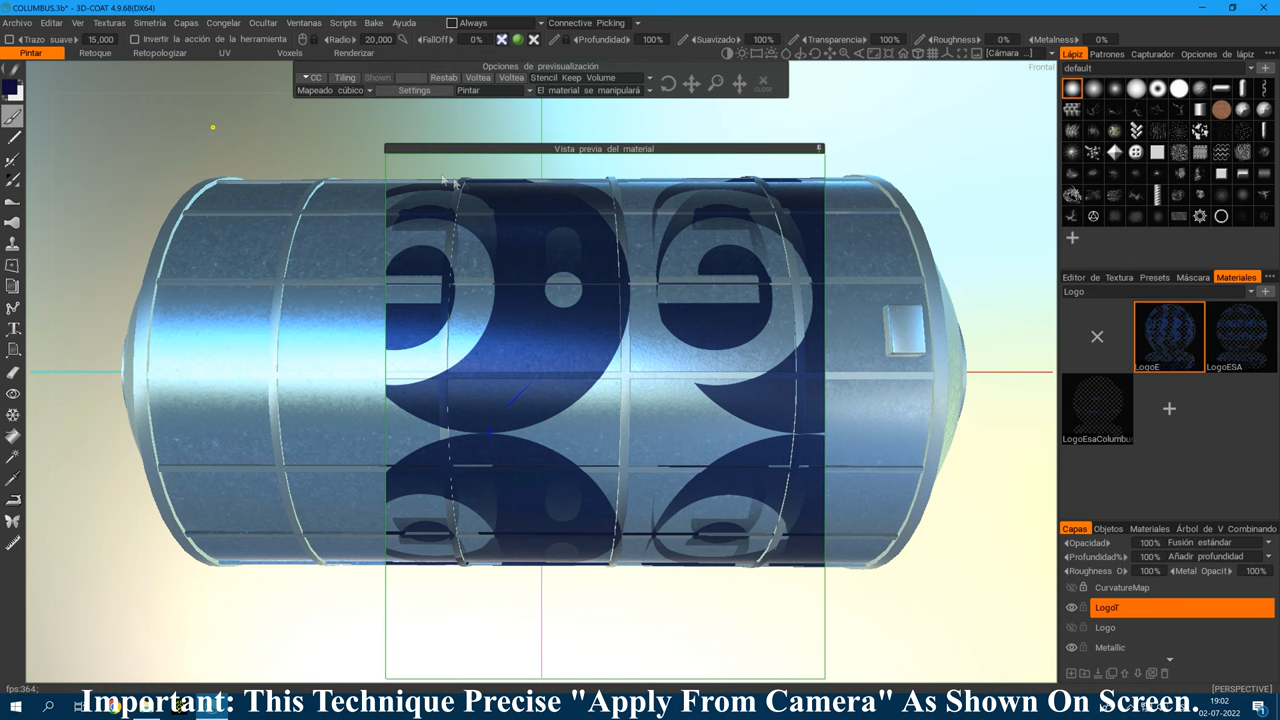 COLUMBUS.3b* - 3D-COAT 4.9.68(DX64)
Archivo Editar Ver Texturas Simetría Capas Congelar Ocultar Ventanas Scripts Bake Ayuda Always Connective Picking
Trazo suave 15,000 Invertir la acción de herramienta Radio 20,000 FallOff 0% Profundidad 100% Suavizado 100% Transparencia 100% Roughness 0% Metalness 0%
Pintar Retoque Retopologizar UV Voxels Renderizar [Cámara ...] Lápiz Patrones Capturador Opciones de lápiz
Opciones de previsualización Frontal default
CC Tiling Shown Restab Voltea Voltea Stencil Keep Volume
Mapeado cúbico Settings Pintar El material se manipulará CLOSE
Vista previa del material
Editor de Textura Presets Máscara Materiales
Logo
LogoE LogoESA
LogoEsaColumbus
Capas Objetos Materiales Árbol de V Combinando
Opacidad 100% Fusión estándar
Profundidad% 100% Añadir profundidad
Roughness O 100% Metal Opacit 100%
CurvatureMap
LogoT
Logo
Metallic
fps:364; [PERSPECTIVE]
Important: This Technique Precise "Apply From Camera" As Shown On Screen.
19:02
02-07-2022